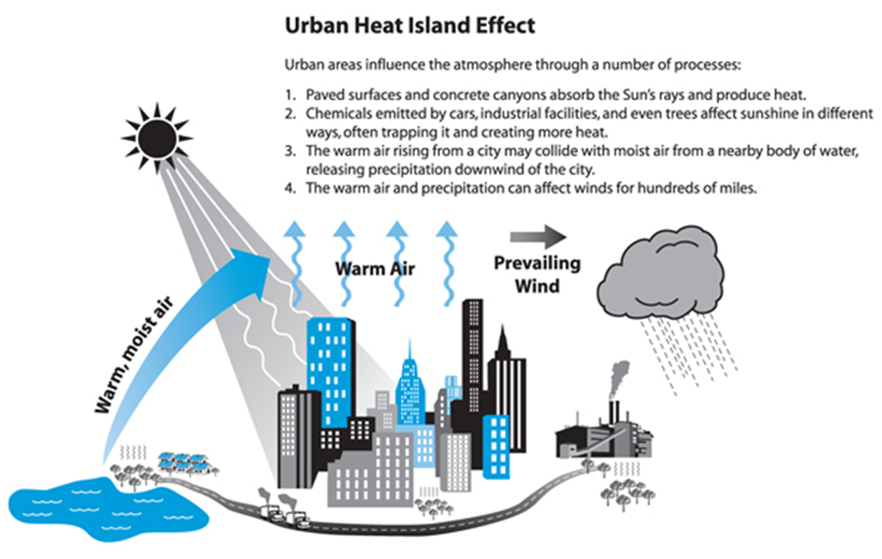 Urban Heat Island Effect
Urban areas influence the atmosphere through a number of processes:
1. Paved surfaces and concrete canyons absorb the Sun's rays and produce heat.
2. Chemicals emitted by cars, industrial facilities, and even trees affect sunshine in different
ways, often trapping it and creating more heat.
3. The warm air rising from a city may collide with moist air from a nearby body of water,
releasing precipitation downwind of the city.
4. The warm air and precipitation can affect winds for hundreds of miles.
Warm, moist air
Warm Air
Prevailing
Wind